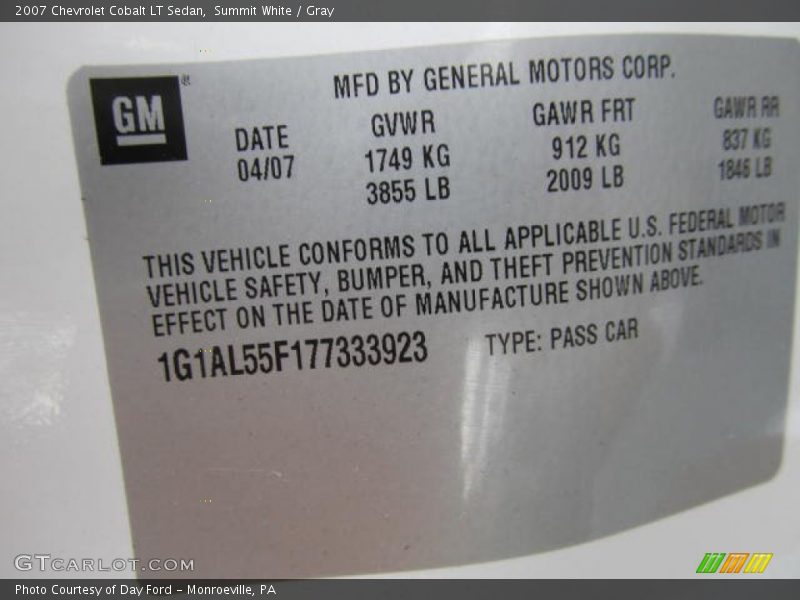 2007 Chevrolet Cobalt LT Sedan, Summit White / Gray
GM®
MFD BY GENERAL MOTORS CORP.
DATE GVWR GAWR FRT GAWR RR
04/07 1749 KG 912 KG 837 KG
3855 LB 2009 LB 1846 LB
THIS VEHICLE CONFORMS TO ALL APPLICABLE U.S. FEDERAL MOTOR
VEHICLE SAFETY, BUMPER, AND THEFT PREVENTION STANDARDS IN
EFFECT ON THE DATE OF MANUFACTURE SHOWN ABOVE.
1G1AL55F177333923 TYPE: PASS CAR
GTCARLOT.COM
Photo Courtesy of Day Ford - Monroeville, PA